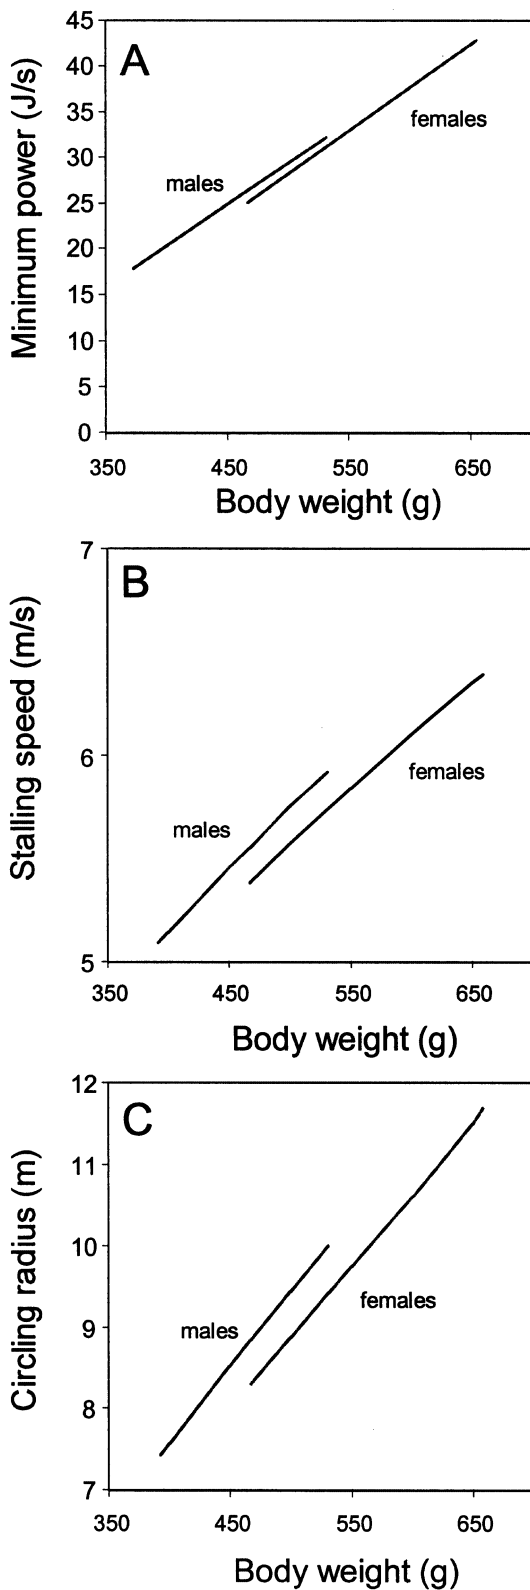 A
Minimum power (J/s)
45
40
35
30
25
20
15
10
5
0
males
females
350 450 550 650
Body weight (g)
B
Stalling speed (m/s)
7
6
5
males
females
350 450 550 650
Body weight (g)
C
Circling radius (m)
12
11
10
9
8
7
males
females
350 450 550 650
Body weight (g)